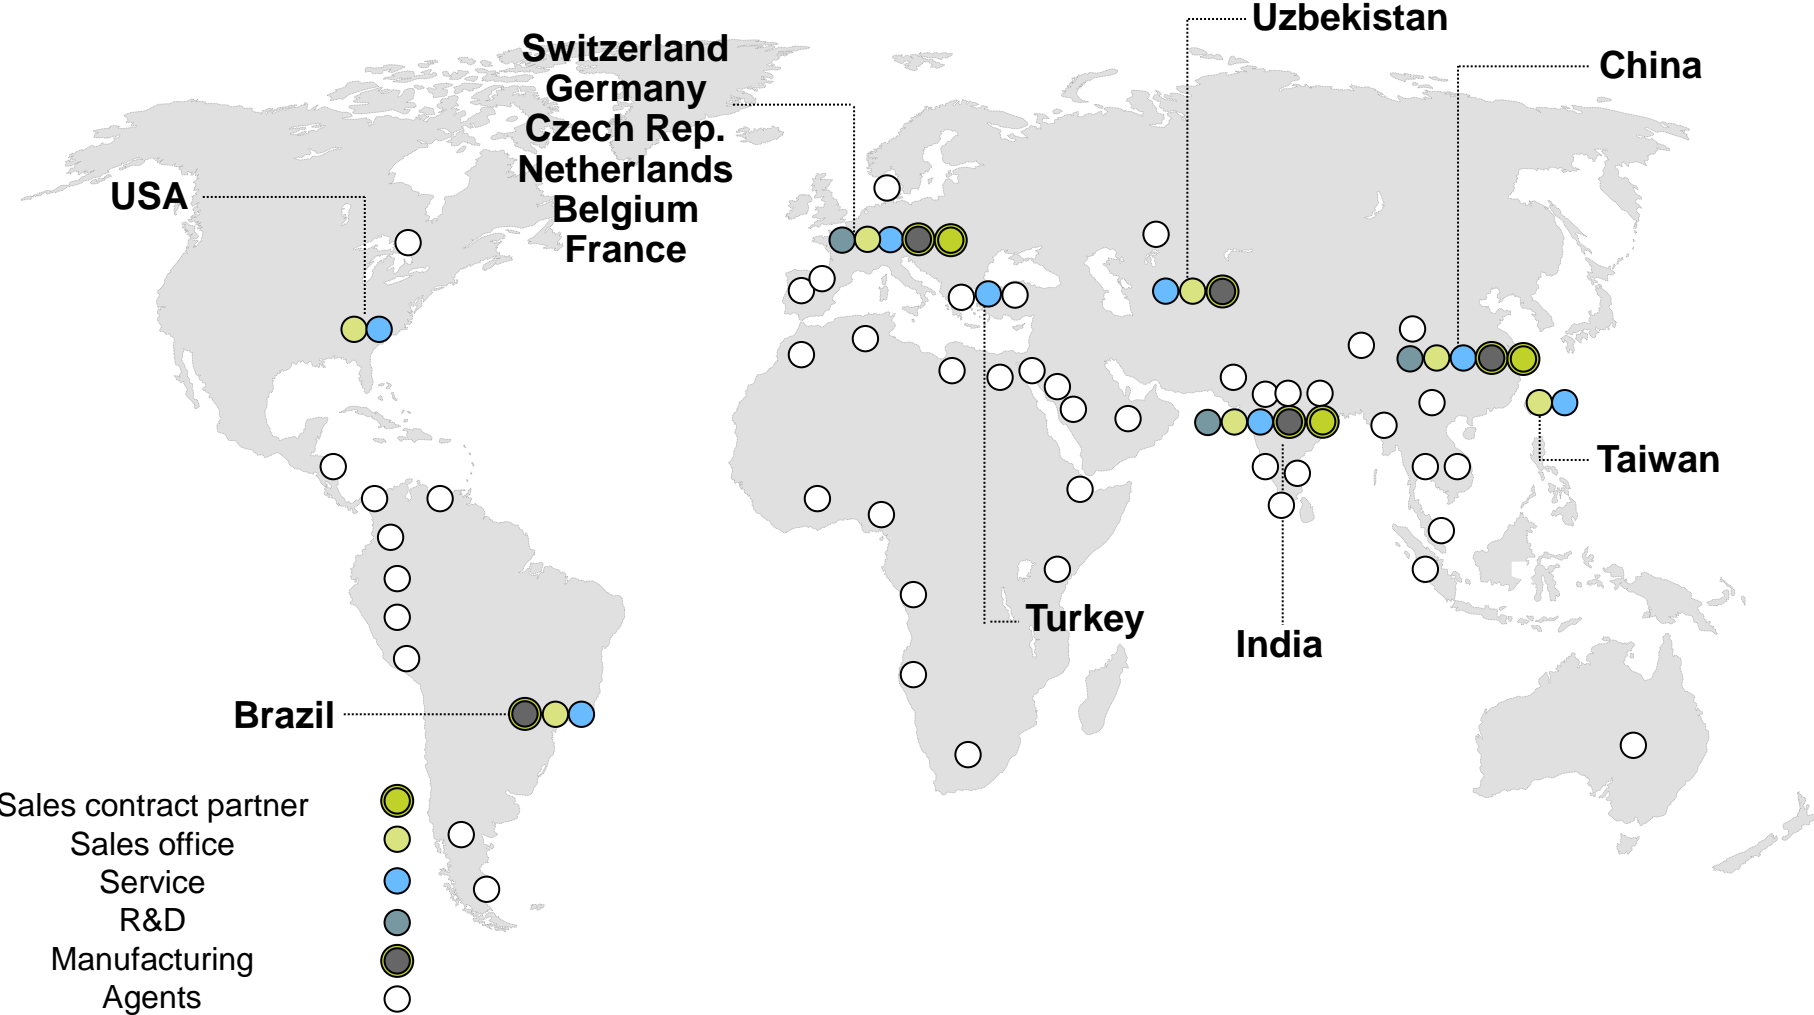 Uzbekistan
Switzerland
Germany
Czech Rep.
Netherlands
Belgium
France
China
USA
Taiwan
Turkey
India
Brazil
Sales contract partner
Sales office
Service
R&D
Manufacturing
Agents